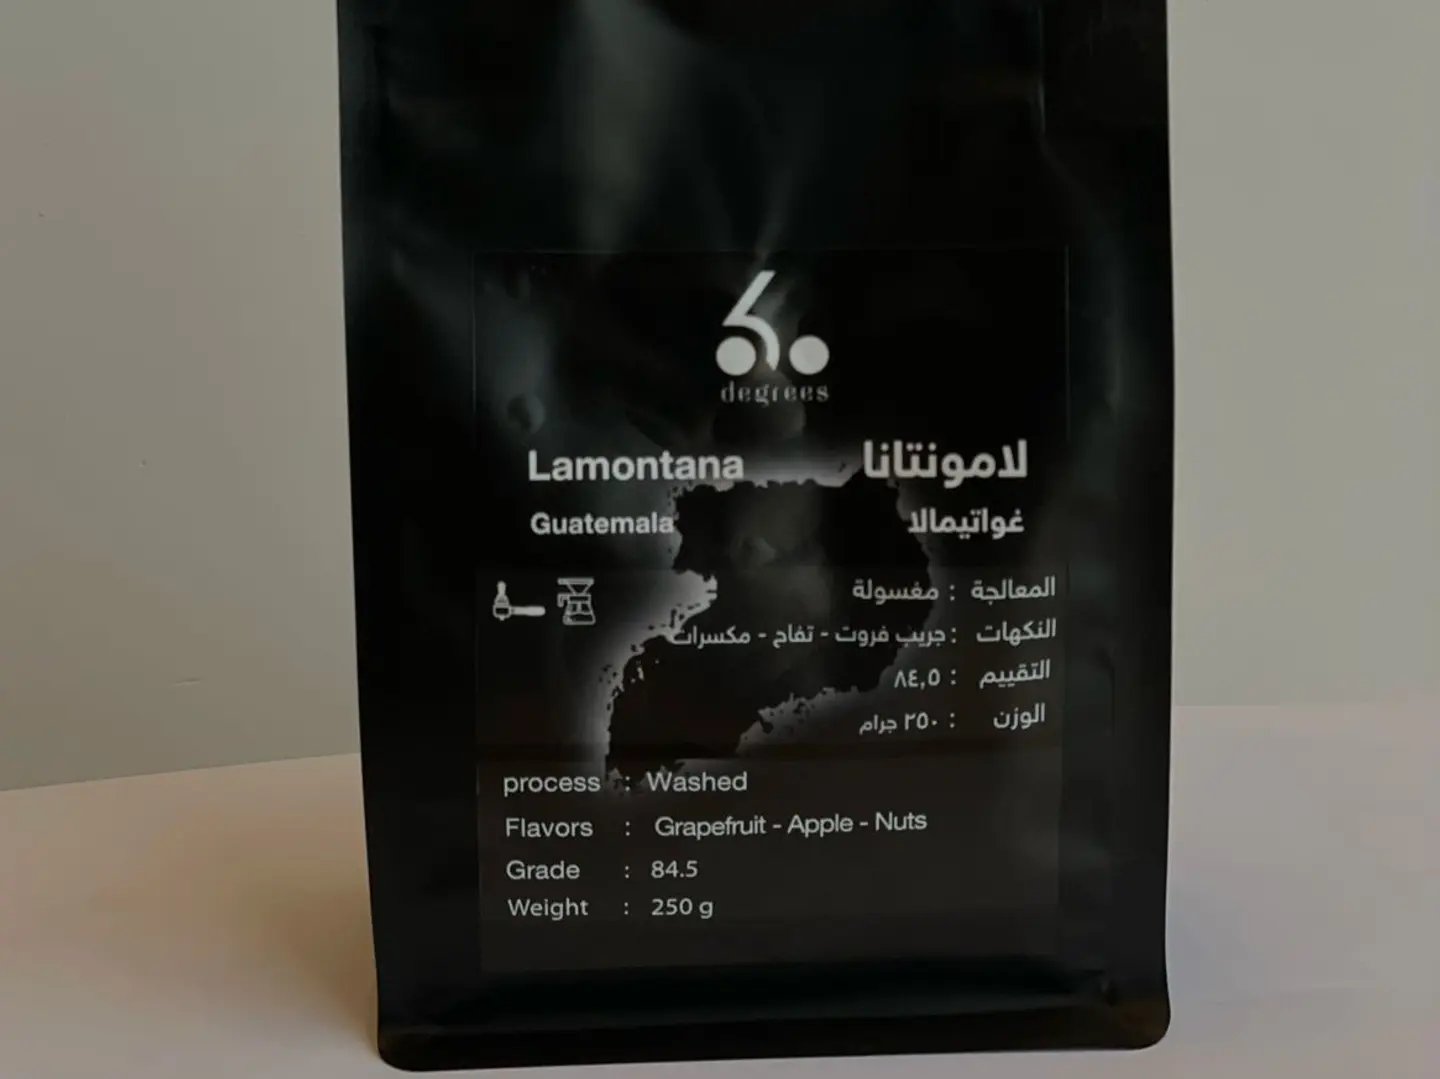 60
degrees
Lamontana
لامونتانا
Guatemala
غواتيمالا
المعالجة : مغسولة
النكهات : جريب فروت - تفاح - مكسرات
التقييم : ٨٤,٥
الوزن : ٢٥٠ جرام
process : Washed
Flavors : Grapefruit - Apple - Nuts
Grade : 84.5
Weight : 250 g